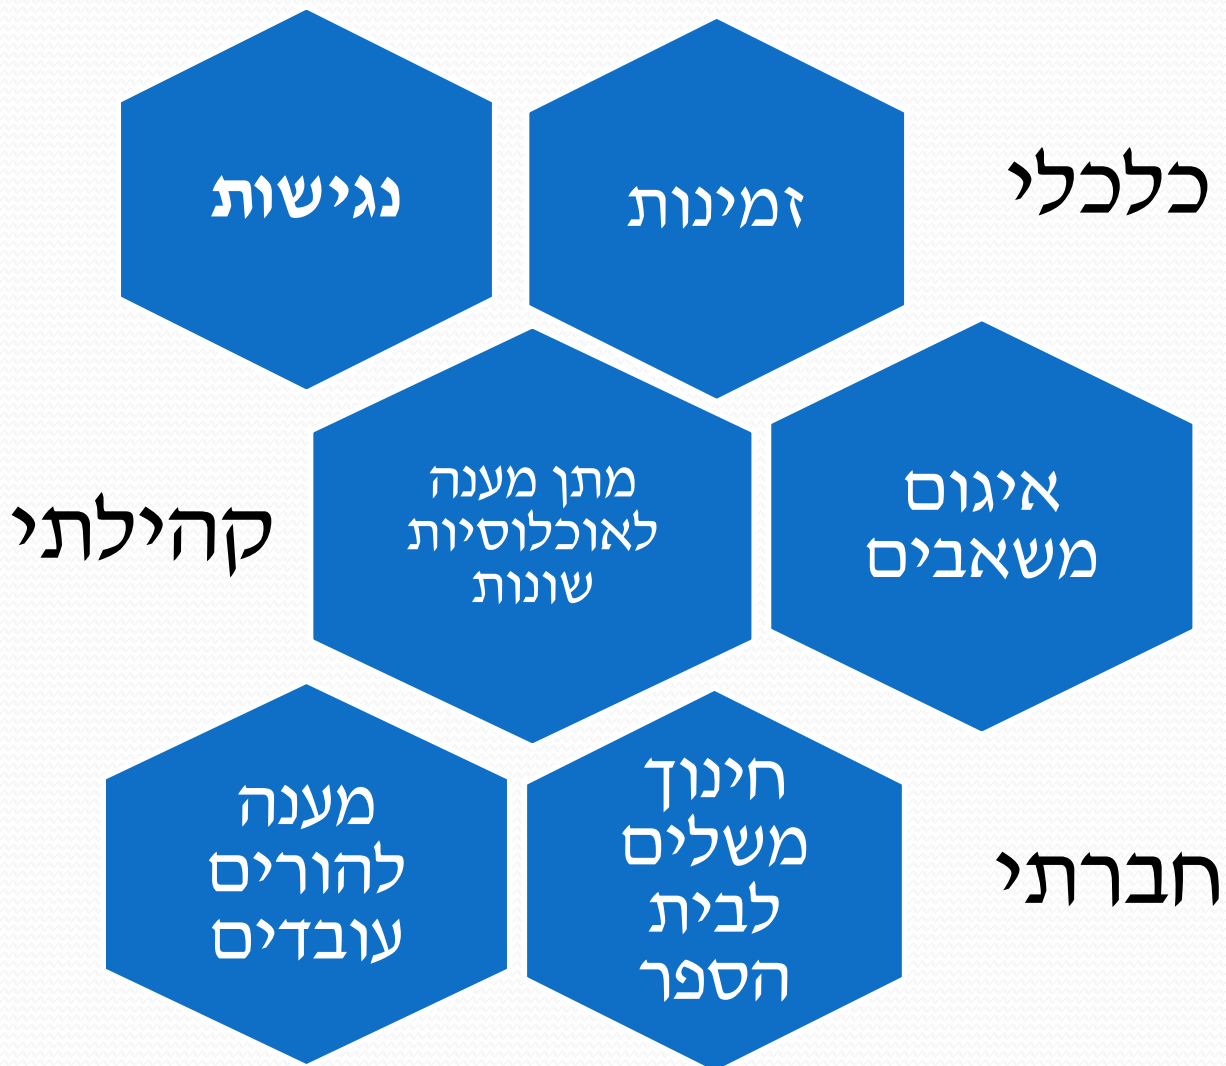 כלכלי
זמינות
נגישות
איגום
משאבים
מתן מענה
לאוכלוסיות
שונות
קהילתי
חברתי
חינוך
משלים
לבית
הספר
מענה
להורים
עובדים